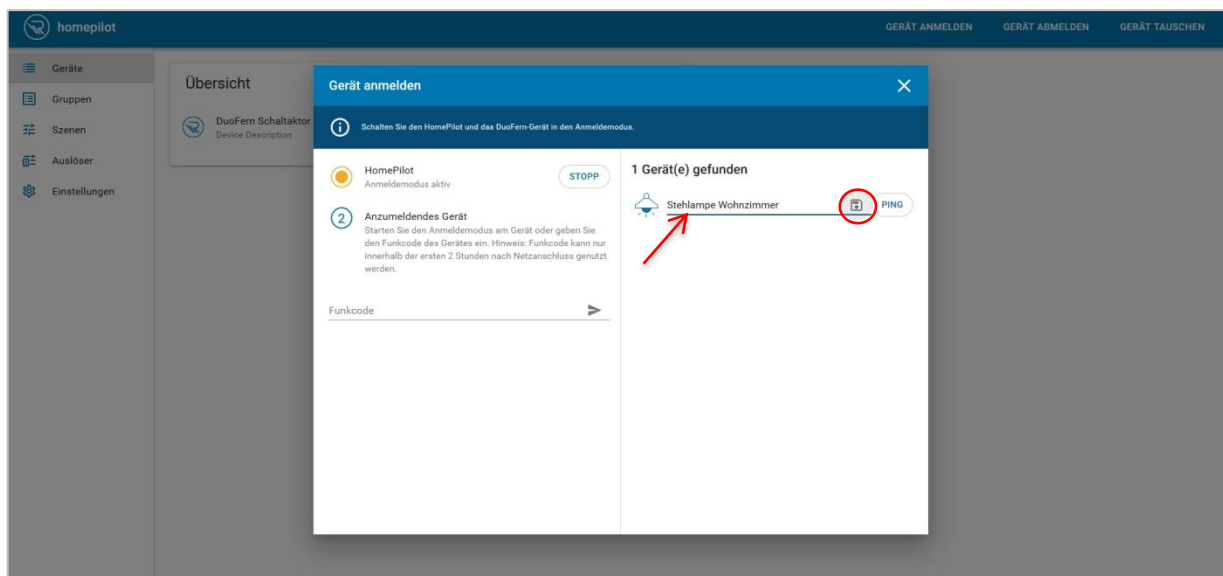 homepilot
GERÄT ANMELDEN
GERÄT ABMELDEN
GERÄT TAUSCHEN
Geräte
Gruppen
Szenen
Auslöser
Einstellungen
Übersicht
DuoFern Schaltaktor
Device Description
Gerät anmelden
Schalten Sie den HomePilot und das DuoFern-Gerät in den Anmeldemodus.
HomePilot
Anmeldemodus aktiv
STOPP
2
Anzumeldendes Gerät
Starten Sie den Anmeldemodus am Gerät oder geben Sie
den Funkcode des Gerätes ein. Hinweis: Funkcode kann nur
innerhalb der ersten 2 Stunden nach Netzanschluss genutzt
werden.
Funkcode
1 Gerät(e) gefunden
Stehlampe Wohnzimmer
PING